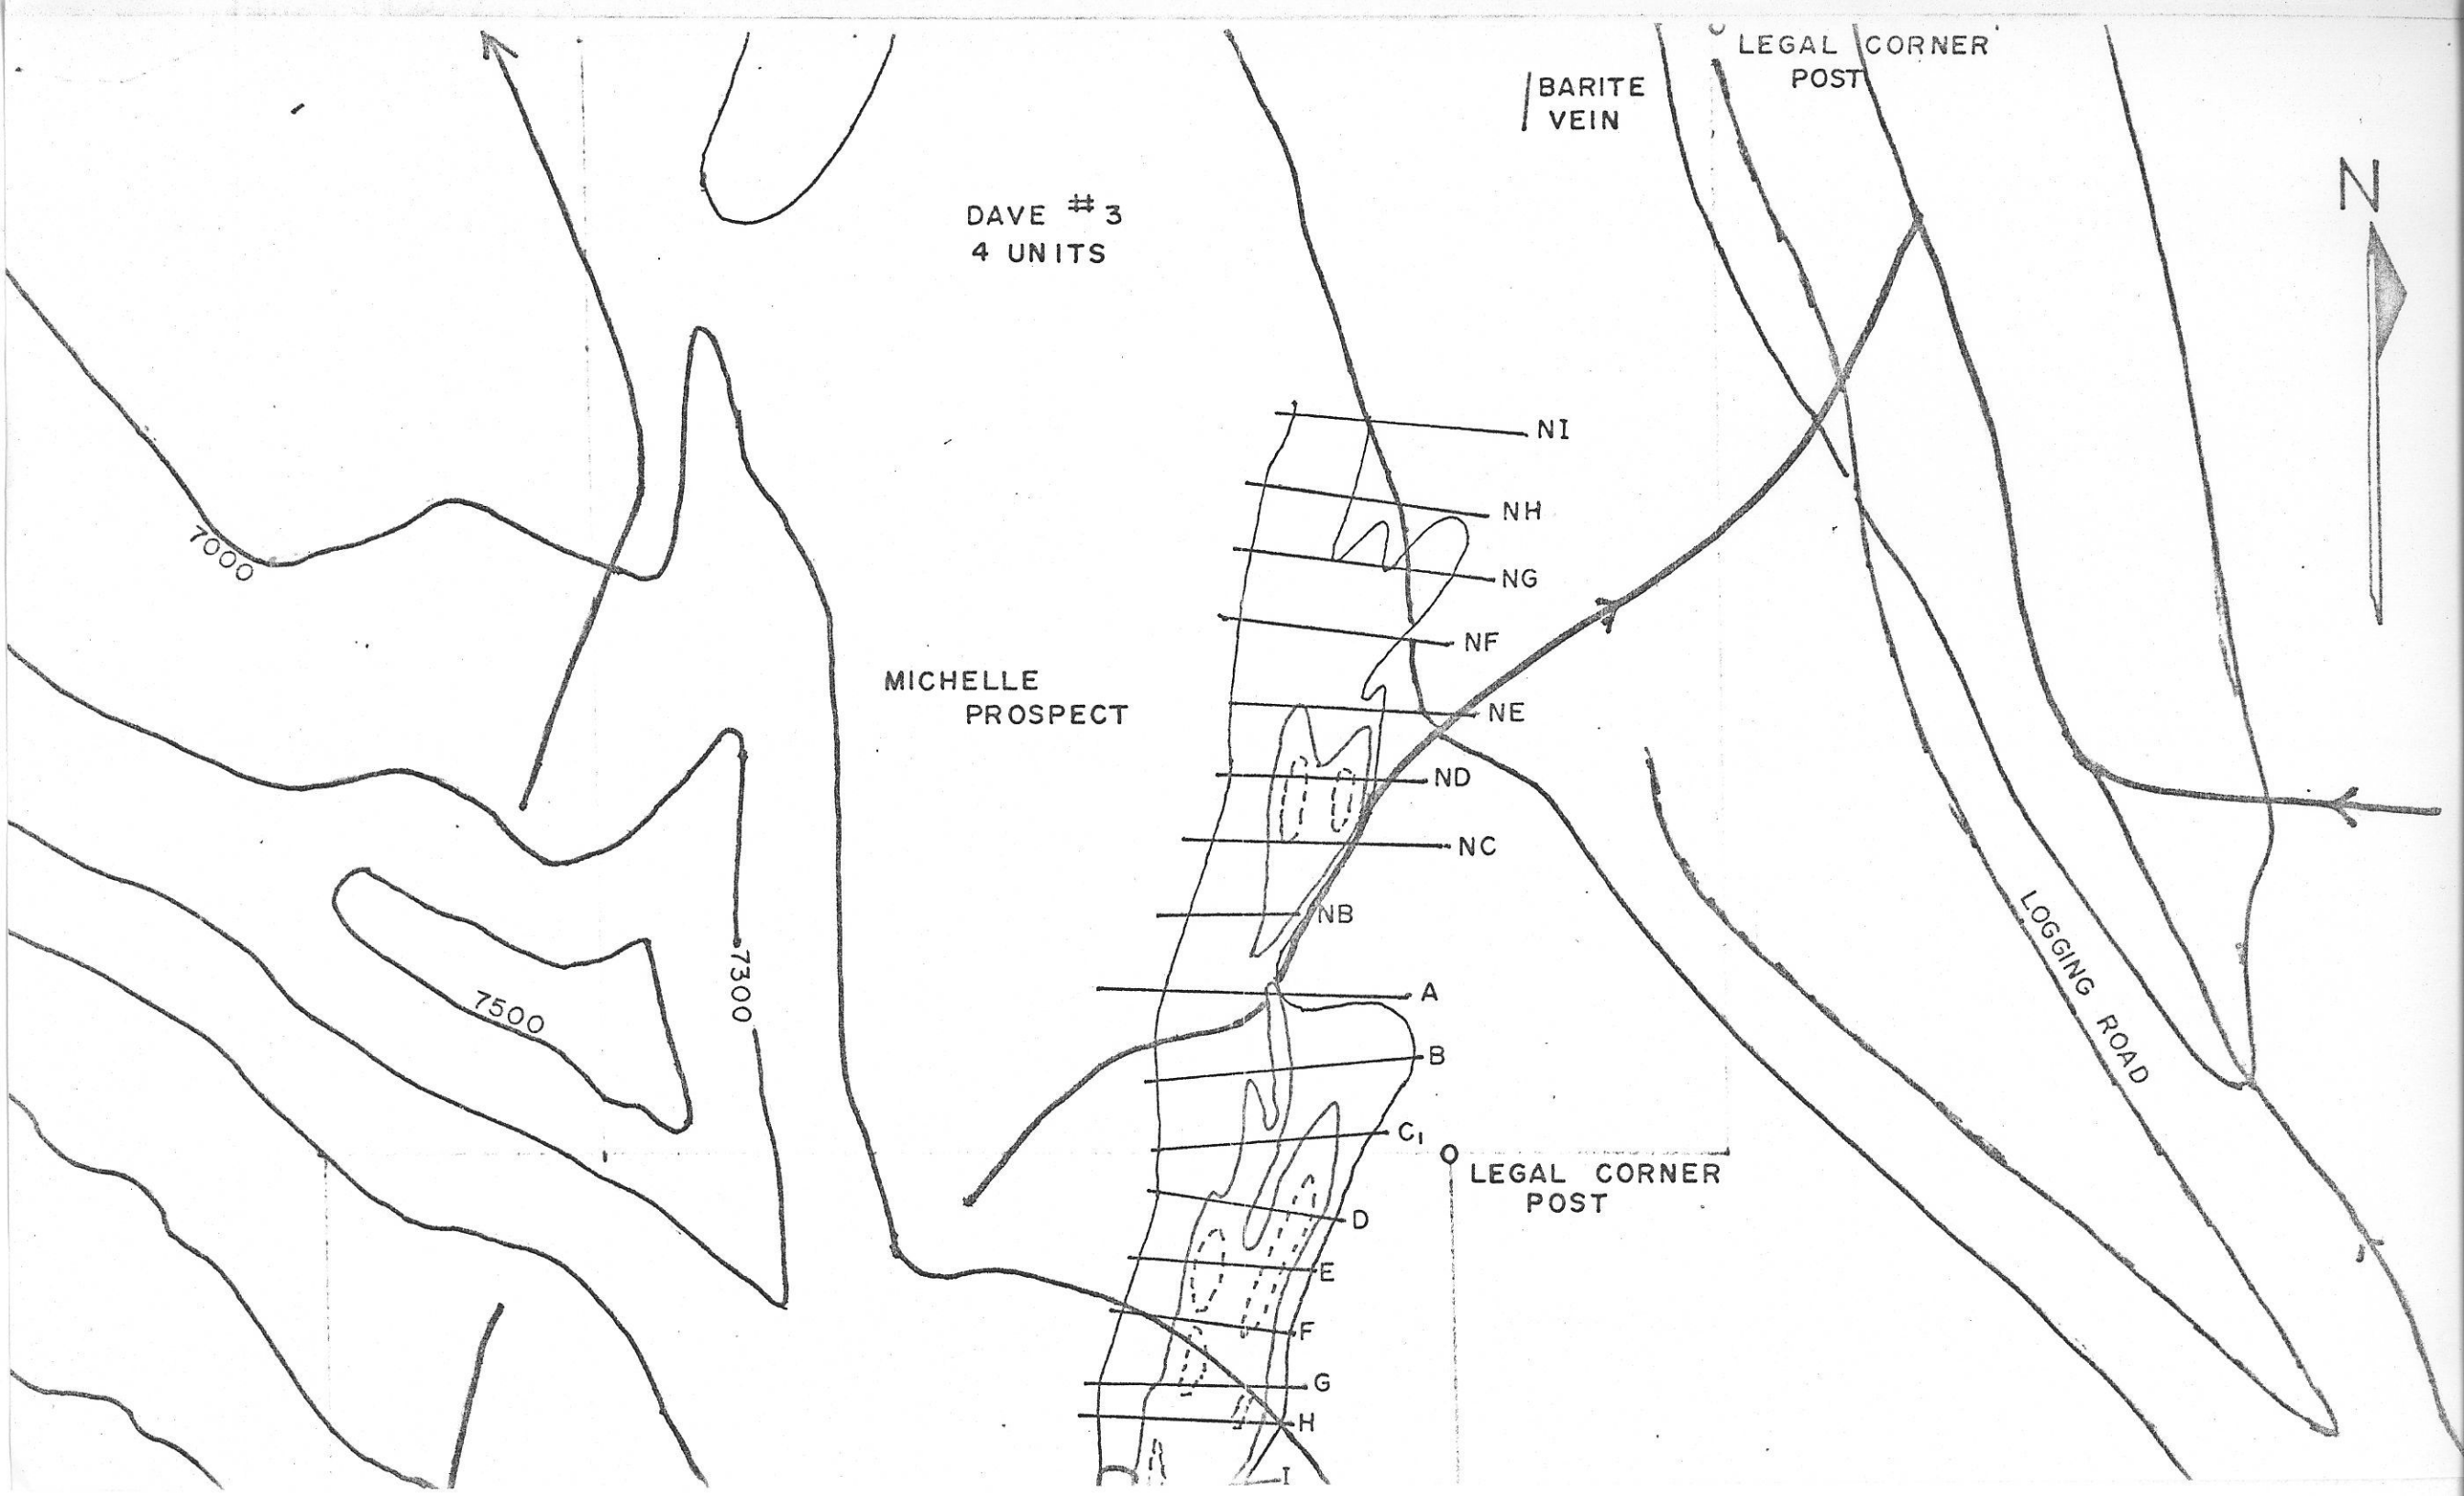 LEGAL CORNER
POST
BARITE
VEIN
N
DAVE #3
4 UNITS
NI
NH
7000
NG
NF
MICHELLE
PROSPECT
NE
ND
NC
NB
LOGGING ROAD
7300
A
7500
B
C1
O
LEGAL CORNER
POST
D
E
F
G
H
I